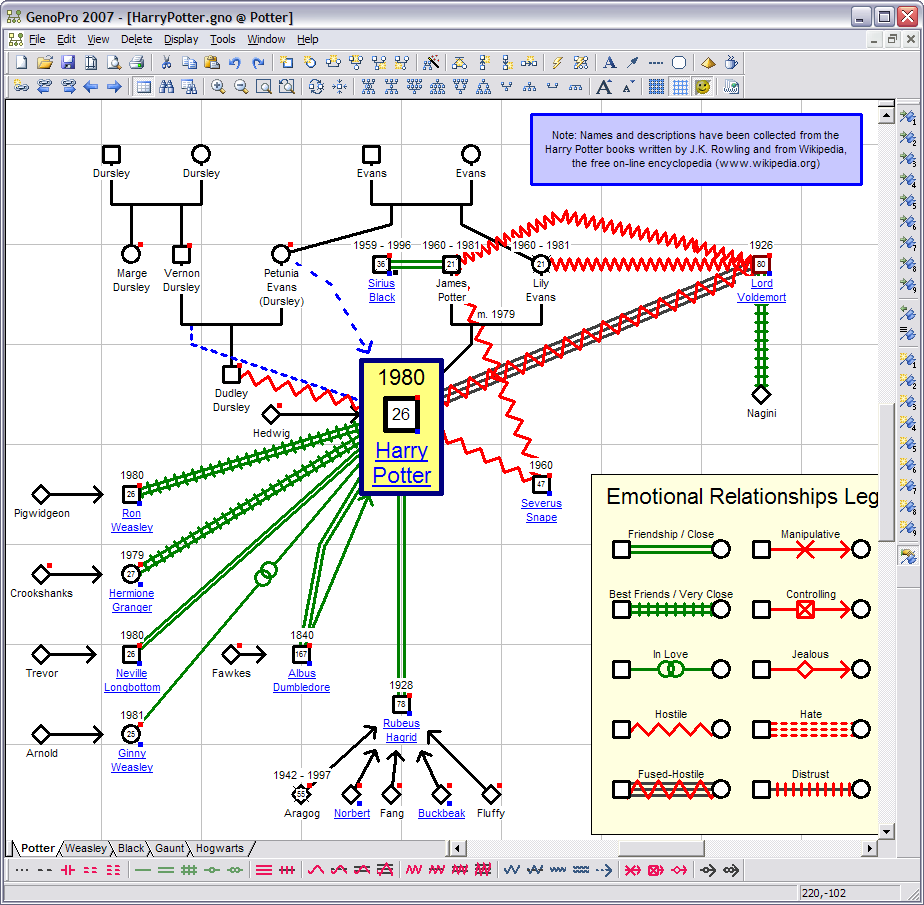 GenoPro 2007 - [HarryPotter.gno @ Potter]
File Edit View Delete Display Tools Window Help
Note: Names and descriptions have been collected from the
Harry Potter books written by J.K. Rowling and from Wikipedia,
the free on-line encyclopedia (www.wikipedia.org)
Dursley
Dursley
Evans
Evans
Marge
Dursley
Vernon
Dursley
Petunia
Evans
(Dursley)
1959 - 1996
36
Sirius
Black
1960 - 1981
21
James
Potter
1960 - 1981
21
Lily
Evans
1926
80
Lord
Voldemort
m. 1979
Dudley
Dursley
Hedwig
1980
26
Harry
Potter
Nagini
1960
47
Severus
Snape
Pigwidgeon
1980
26
Ron
Weasley
Crookshanks
1979
27
Hermione
Granger
Trevor
1980
26
Neville
Longbottom
Fawkes
1840
167
Albus
Dumbledore
Arnold
1981
25
Ginny
Weasley
1928
78
Rubeus
Hagrid
1942 - 1997
55
Aragog
Norbert
Fang
Buckbeak
Fluffy
Emotional Relationships Leg
Friendship / Close
Manipulative
Best Friends / Very Close
Controlling
In Love
Jealous
Hostile
Hate
Fused-Hostile
Distrust
Potter Weasley Black Gaunt Hogwarts
220,-102